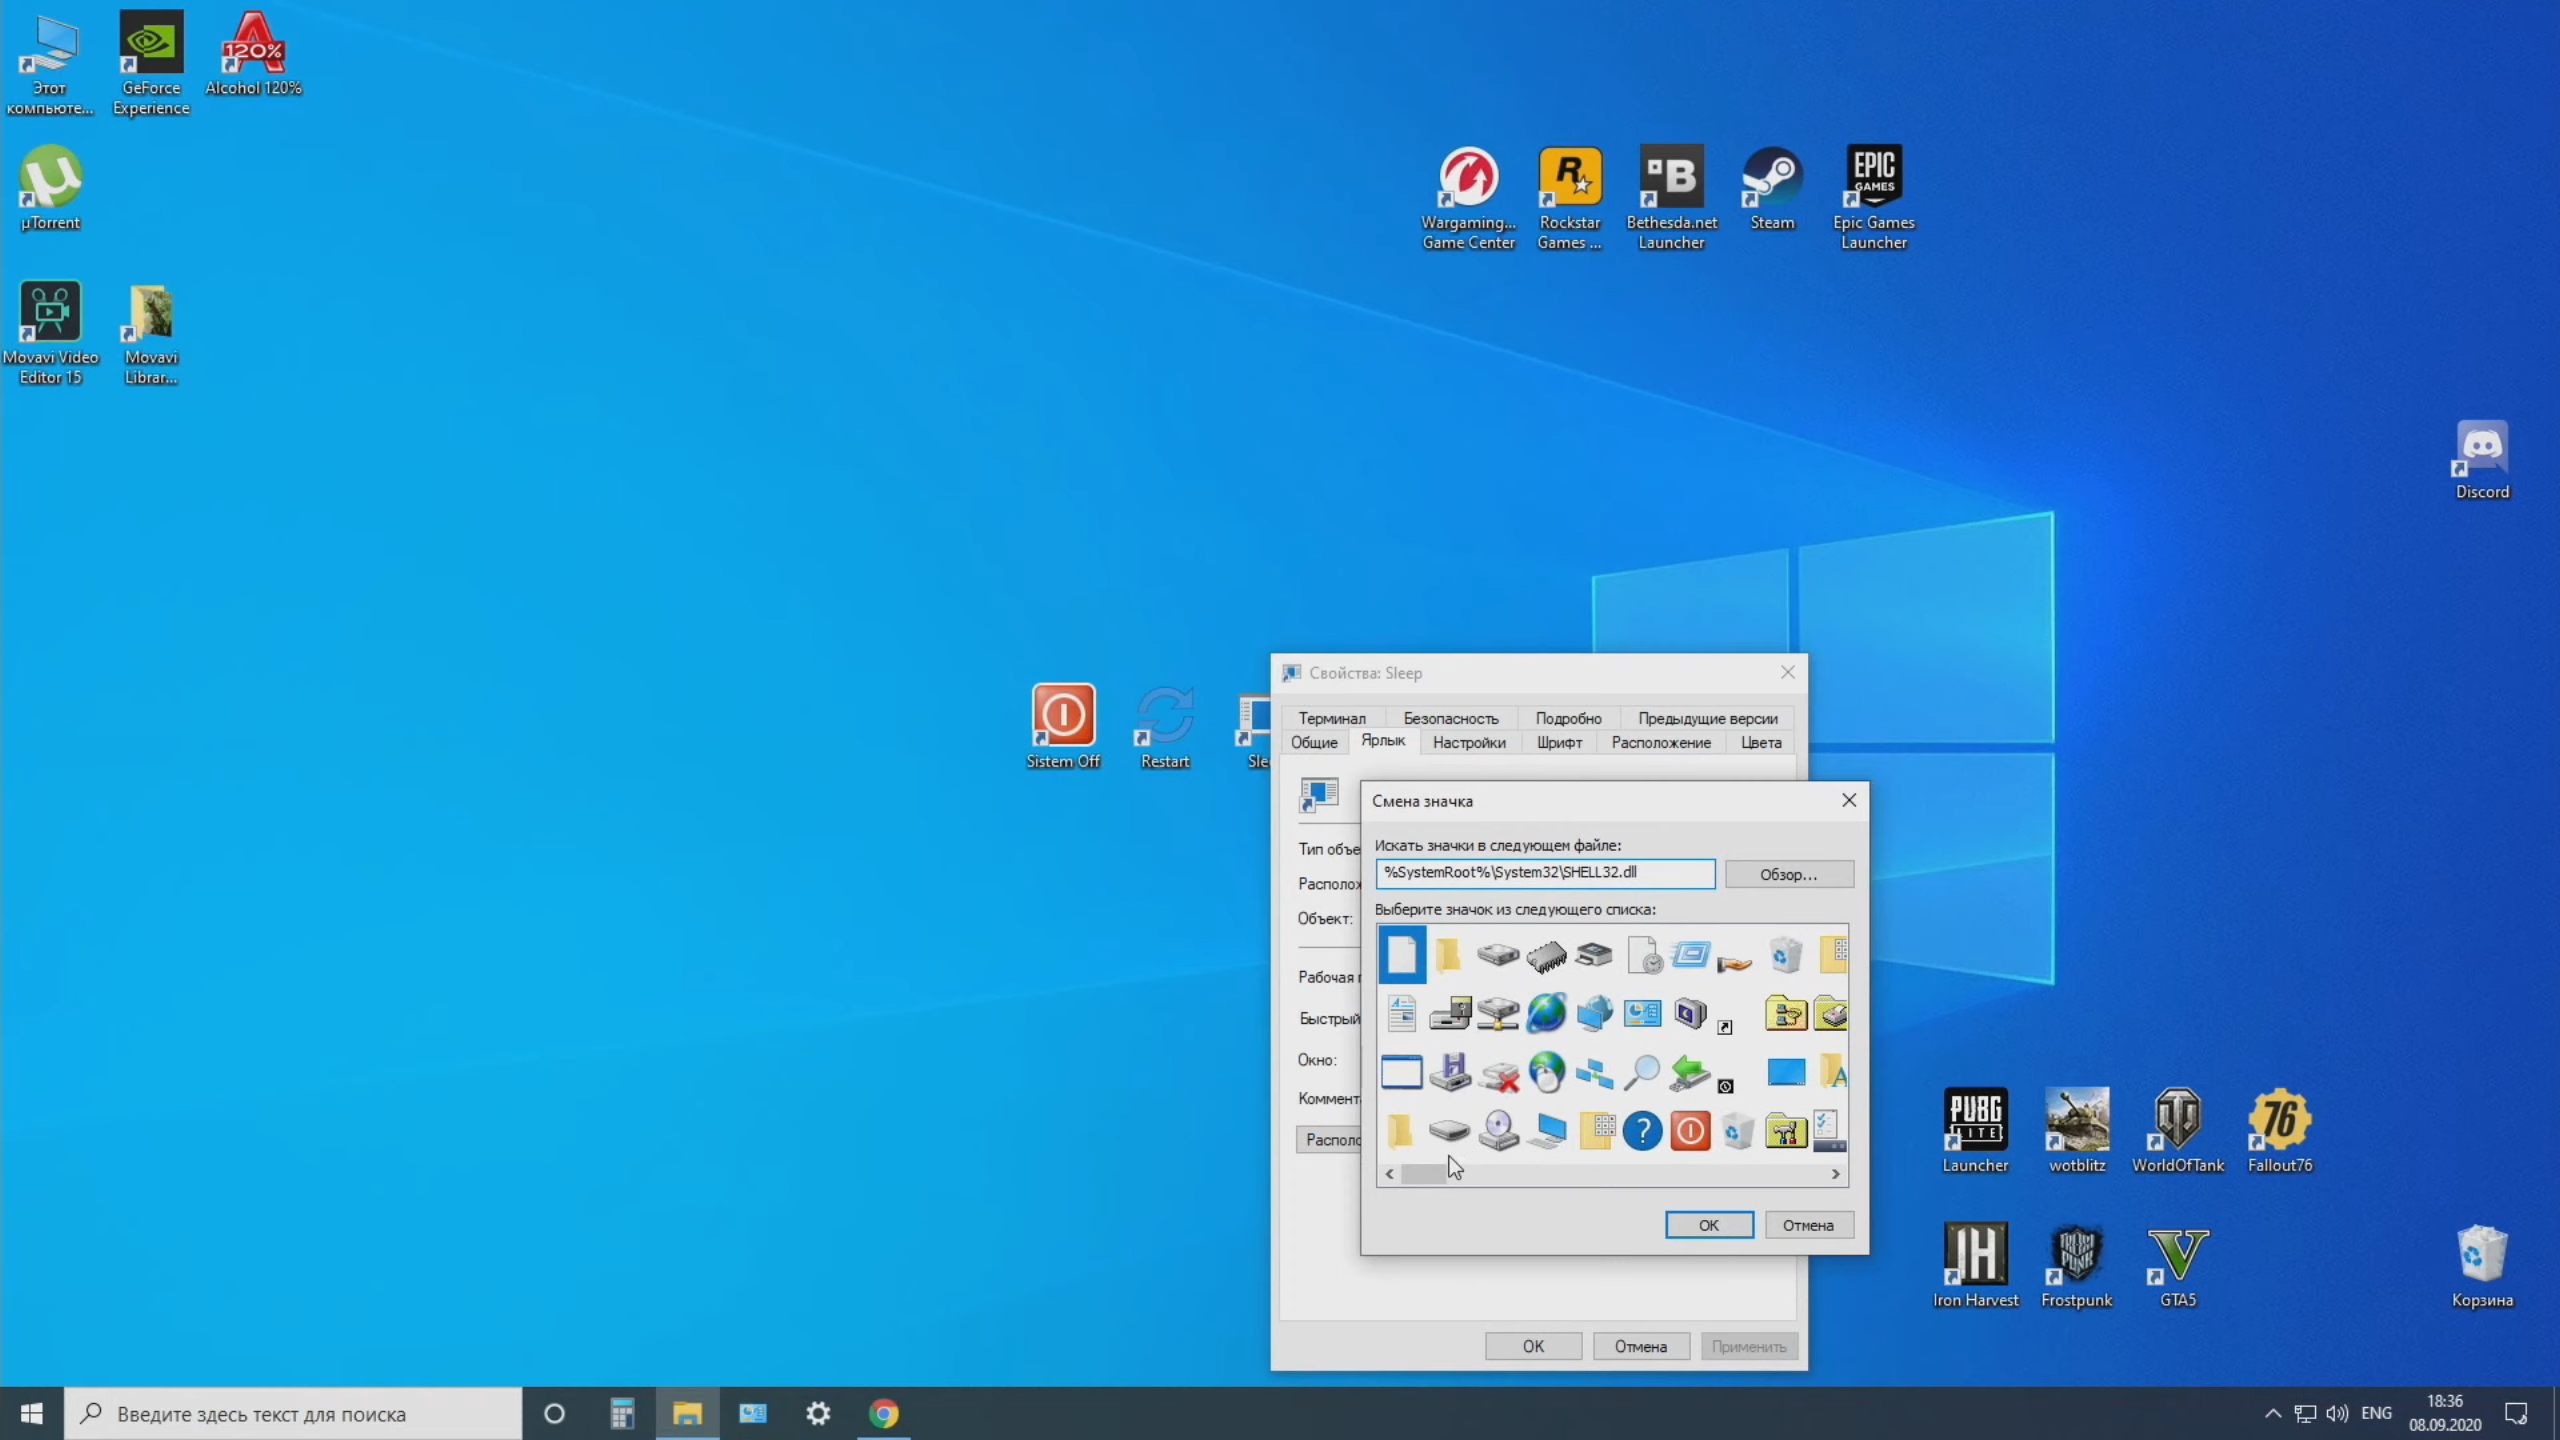 Этот
компьюте...
GeForce
Experience
120%
Alcohol 120%
µTorrent
Movavi Video
Editor 15
Movavi
Librar...
EPIC
GAMES
Wargaming...
Game Center
Rockstar
Games ...
Bethesda.net
Launcher
Steam
Epic Games
Launcher
Discord
Sistem Off
Restart
Slee
Свойства: Sleep
Терминал
Безопасность
Подробно
Предыдущие версии
Общие
Ярлык
Настройки
Шрифт
Расположение
Цвета
Тип объе
Располож
Объект:
Рабочая п
Быстрый
Окно:
Коммент
Располо
Смена значка
Искать значки в следующем файле:
%SystemRoot%\System32\SHELL32.dll
Обзор...
Выберите значок из следующего списка:
OK
Отмена
OK
Отмена
Применить
PUBG
LITE
76
Launcher
wotblitz
WorldOfTank
Fallout76
Iron Harvest
Frostpunk
GTA5
Корзина
Введите здесь текст для поиска
ENG
18:36
08.09.2020